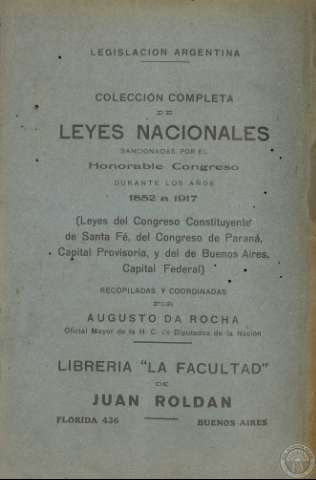 LEGISLACION ARGENTINA
COLECCIÓN COMPLETA
DE
LEYES NACIONALES
SANCIONADAS POR EL
Honorable Congreso
DURANTE LOS AÑOS
1852 a 1917
(Leyes del Congreso Constituyente
de Santa Fé, del Congreso de Paraná,
Capital Provisoria, y del de Buenos Aires,
Capital Federal)
RECOPILADAS Y COORDINADAS
POR
AUGUSTO DA ROCHA
Oficial Mayor de la H. C. de Diputados de la Nación
LIBRERIA "LA FACULTAD"
DE
JUAN ROLDAN
FLORIDA 436 BUENOS AIRES